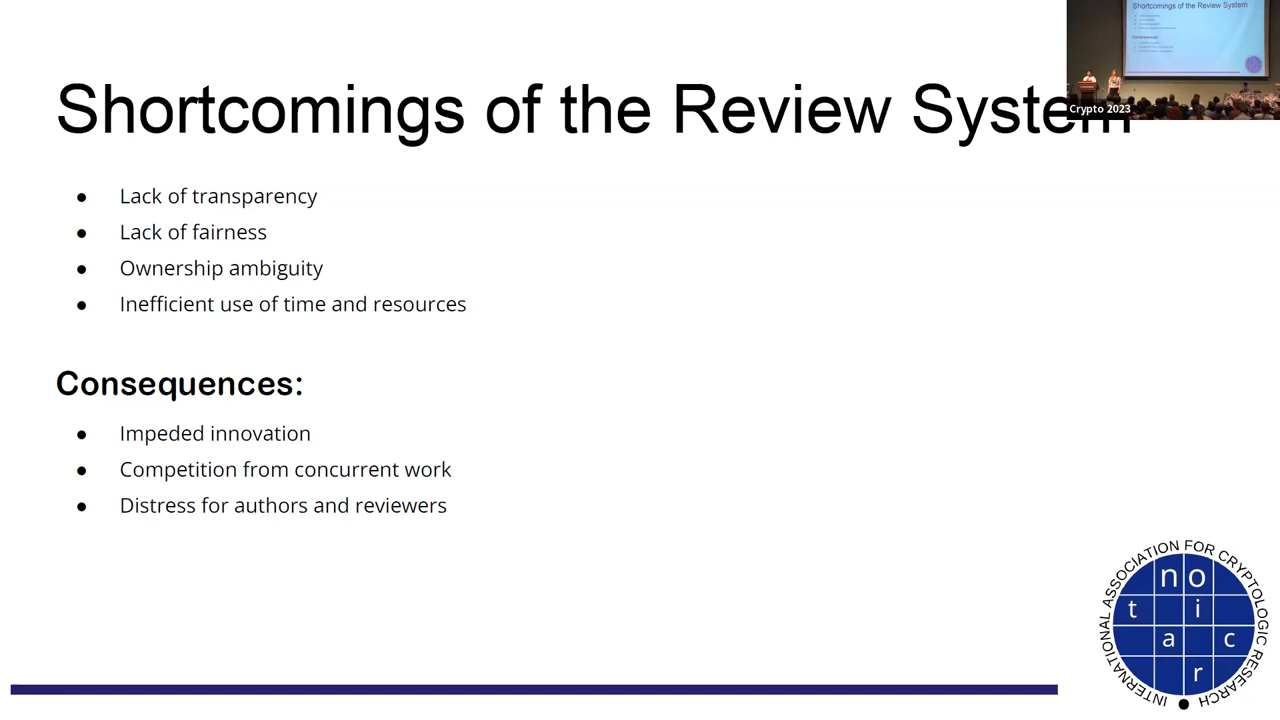 Shortcomings of the Review System
Crypto 2023
Lack of transparency
Lack of fairness
Ownership ambiguity
Inefficient use of time and resources
Consequences:
Impeded innovation
Competition from concurrent work
Distress for authors and reviewers
Shortcomings of the Review System
INTERNATIONAL ASSOCIATION FOR CRYPTOLOGIC RESEARCH
n o
t i
a c
r